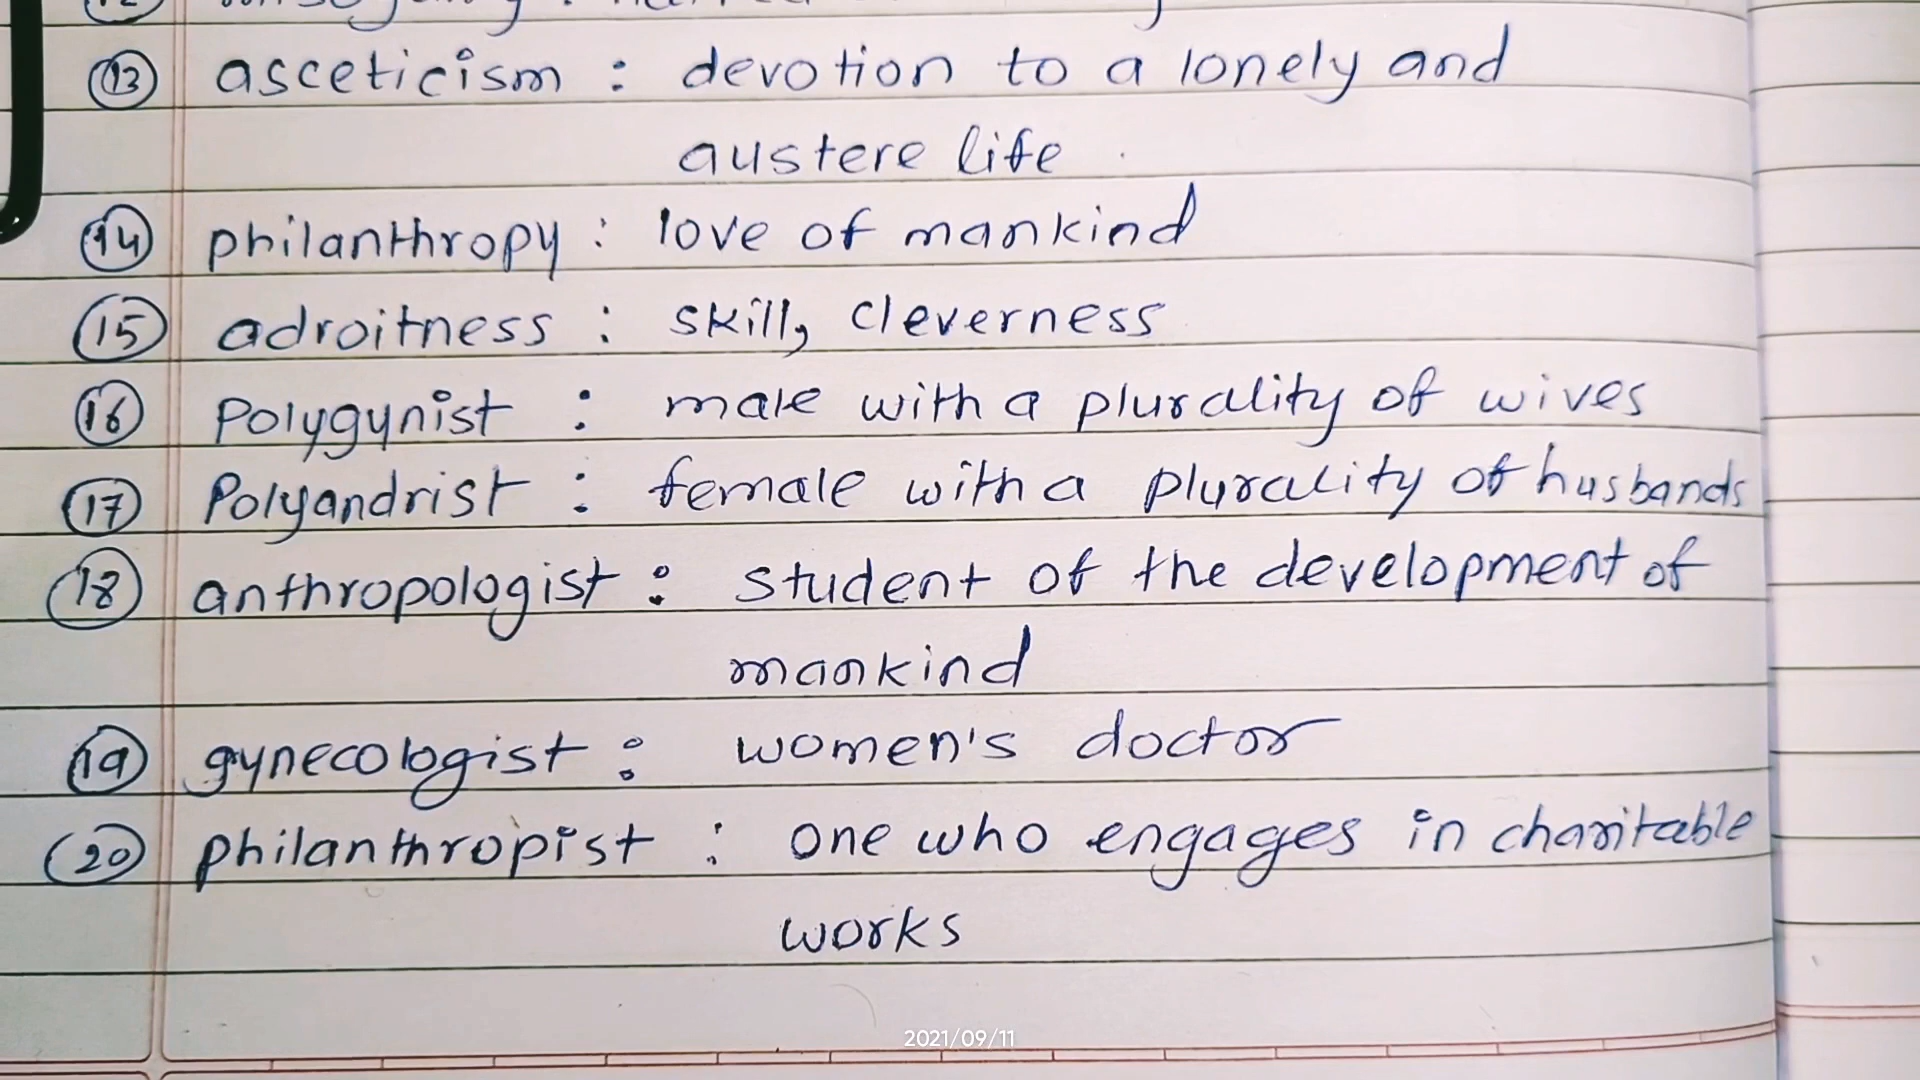 13 asceticism : devotion to a lonely and
austere life
14 philanthropy : love of mankind
15 adroitness : skill, cleverness
16 Polygynist : male with a plurality of wives
17 Polyandrist : female with a plurality of husbands
18 anthropologist : student of the development of
mankind
19 gynecologist : women's doctor
20 philanthropist : one who engages in charitable
works
2021/09/11